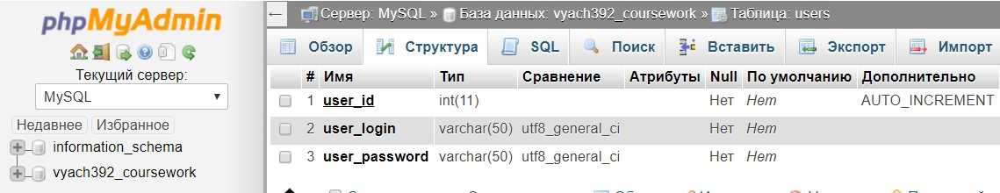 phpMyAdmin
Текущий сервер:
MySQL
Недавнее Избранное
information_schema
vyach392_coursework
Сервер: MySQL » База данных: vyach392_coursework » Таблица: users
Обзор Структура SQL Поиск Вставить Экспорт Импорт
# Имя Тип Сравнение Атрибуты Null По умолчанию Дополнительно
1 user_id int(11) Нет Нет AUTO_INCREMENT
2 user_login varchar(50) utf8_general_ci Нет Нет
3 user_password varchar(50) utf8_general_ci Нет Нет